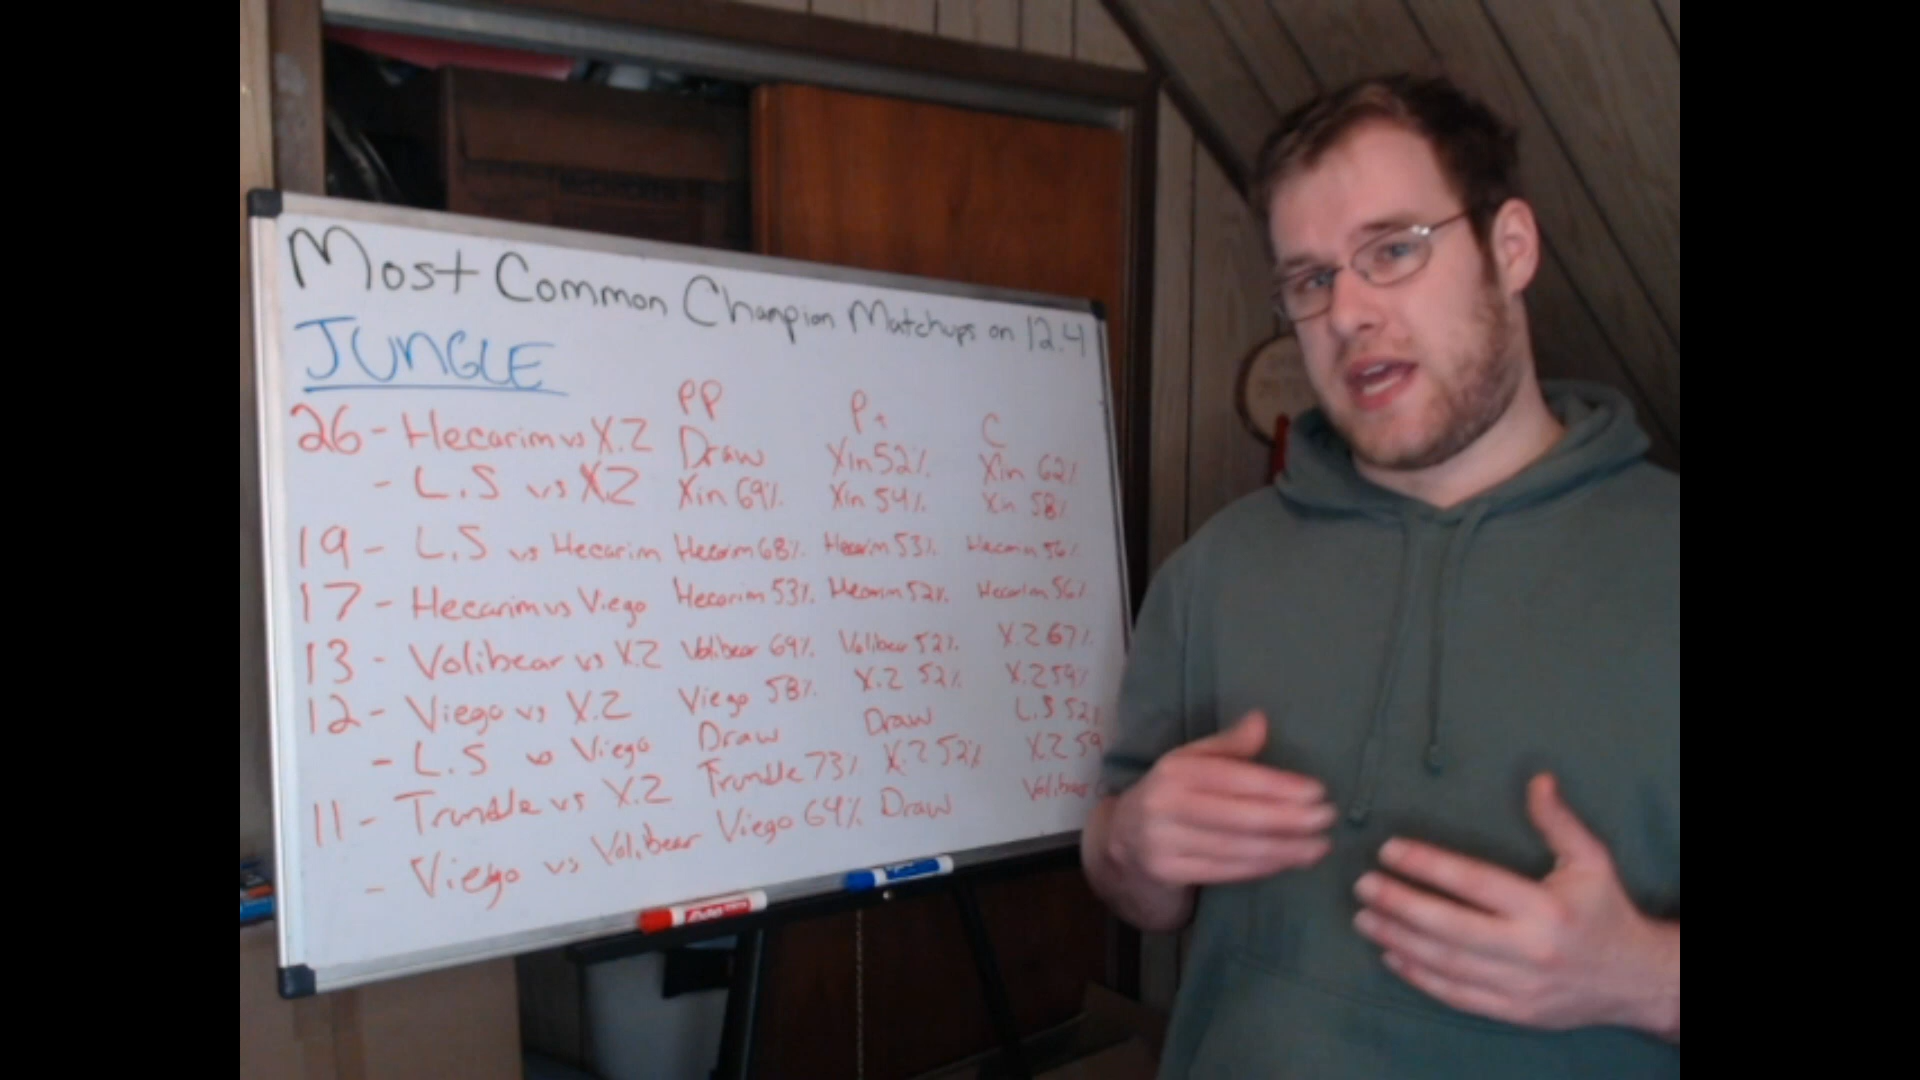 Most Common Champion Matchups on 12.4
JUNGLE
PP P+ C
26 - Hecarim vs X.Z Draw Xin 52% Xin 62%
- L.S vs X.Z Xin 69% Xin 54% Xin 58%
19 - L.S vs Hecarim Hecarim 68% Hecarim 53% Hecarim 56%
17 - Hecarim vs Viego Hecarim 53% Hecarim 52% Hecarim 56%
13 - Volibear vs X.Z Volibear 69% Volibear 52% X.Z 67%
12 - Viego vs X.Z Viego 58% X.Z 52% X.Z 59%
- L.S vs Viego Draw Draw L.S 52%
11 - Trundle vs X.Z Trundle 73% X.Z 52% X.Z 59
- Viego vs Volibear Viego 64% Draw Volibear